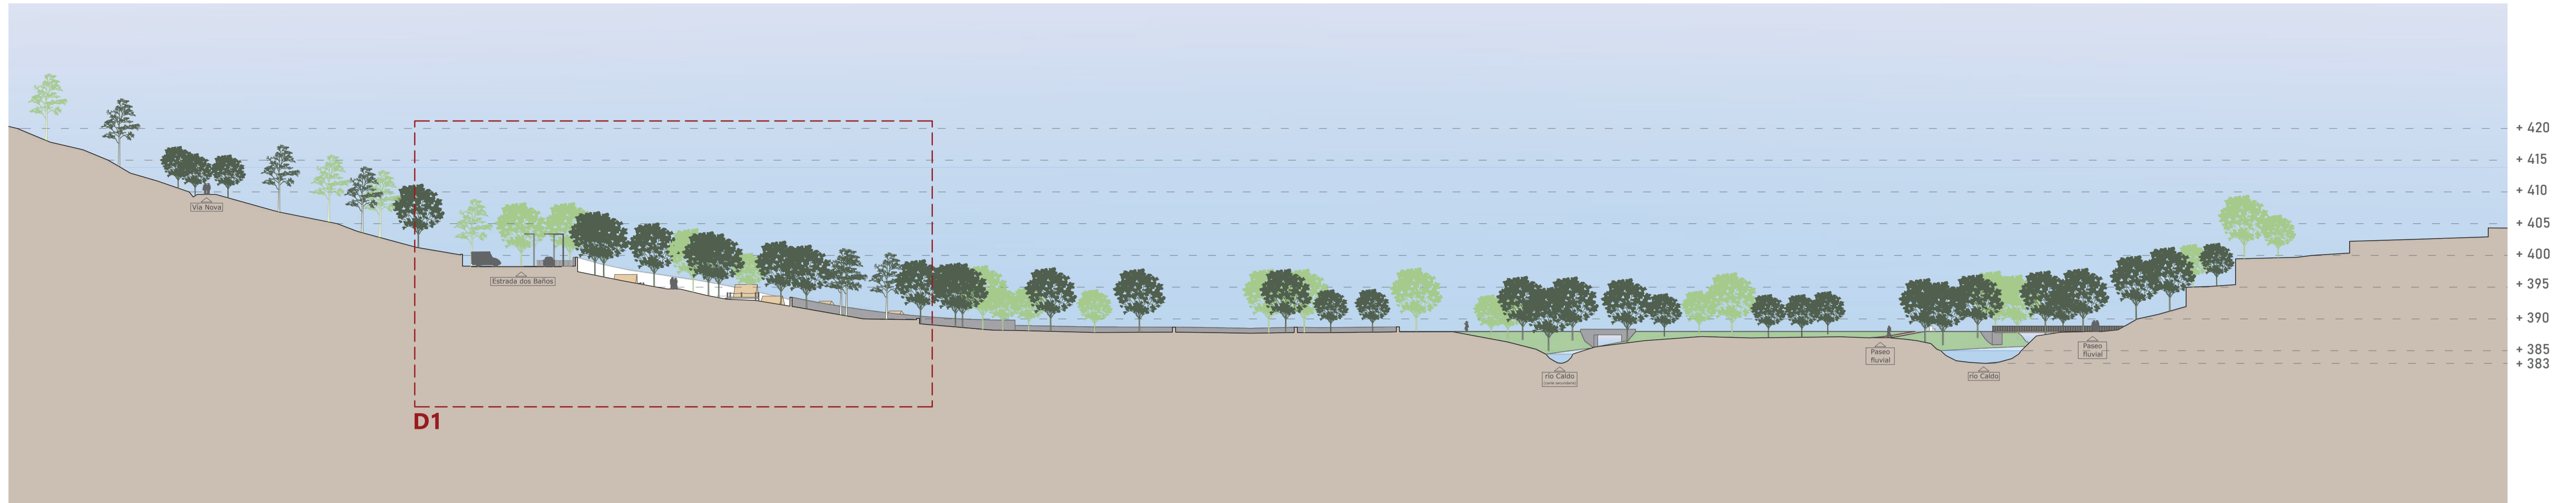 + 420
+ 415
+ 410
Vía Nova
+ 405
+ 400
Estrada dos Baños
+ 395
+ 390
+ 385
Paseo
fluvial
Paseo
fluvial
+ 383
río Caldo
río Caldo
D1